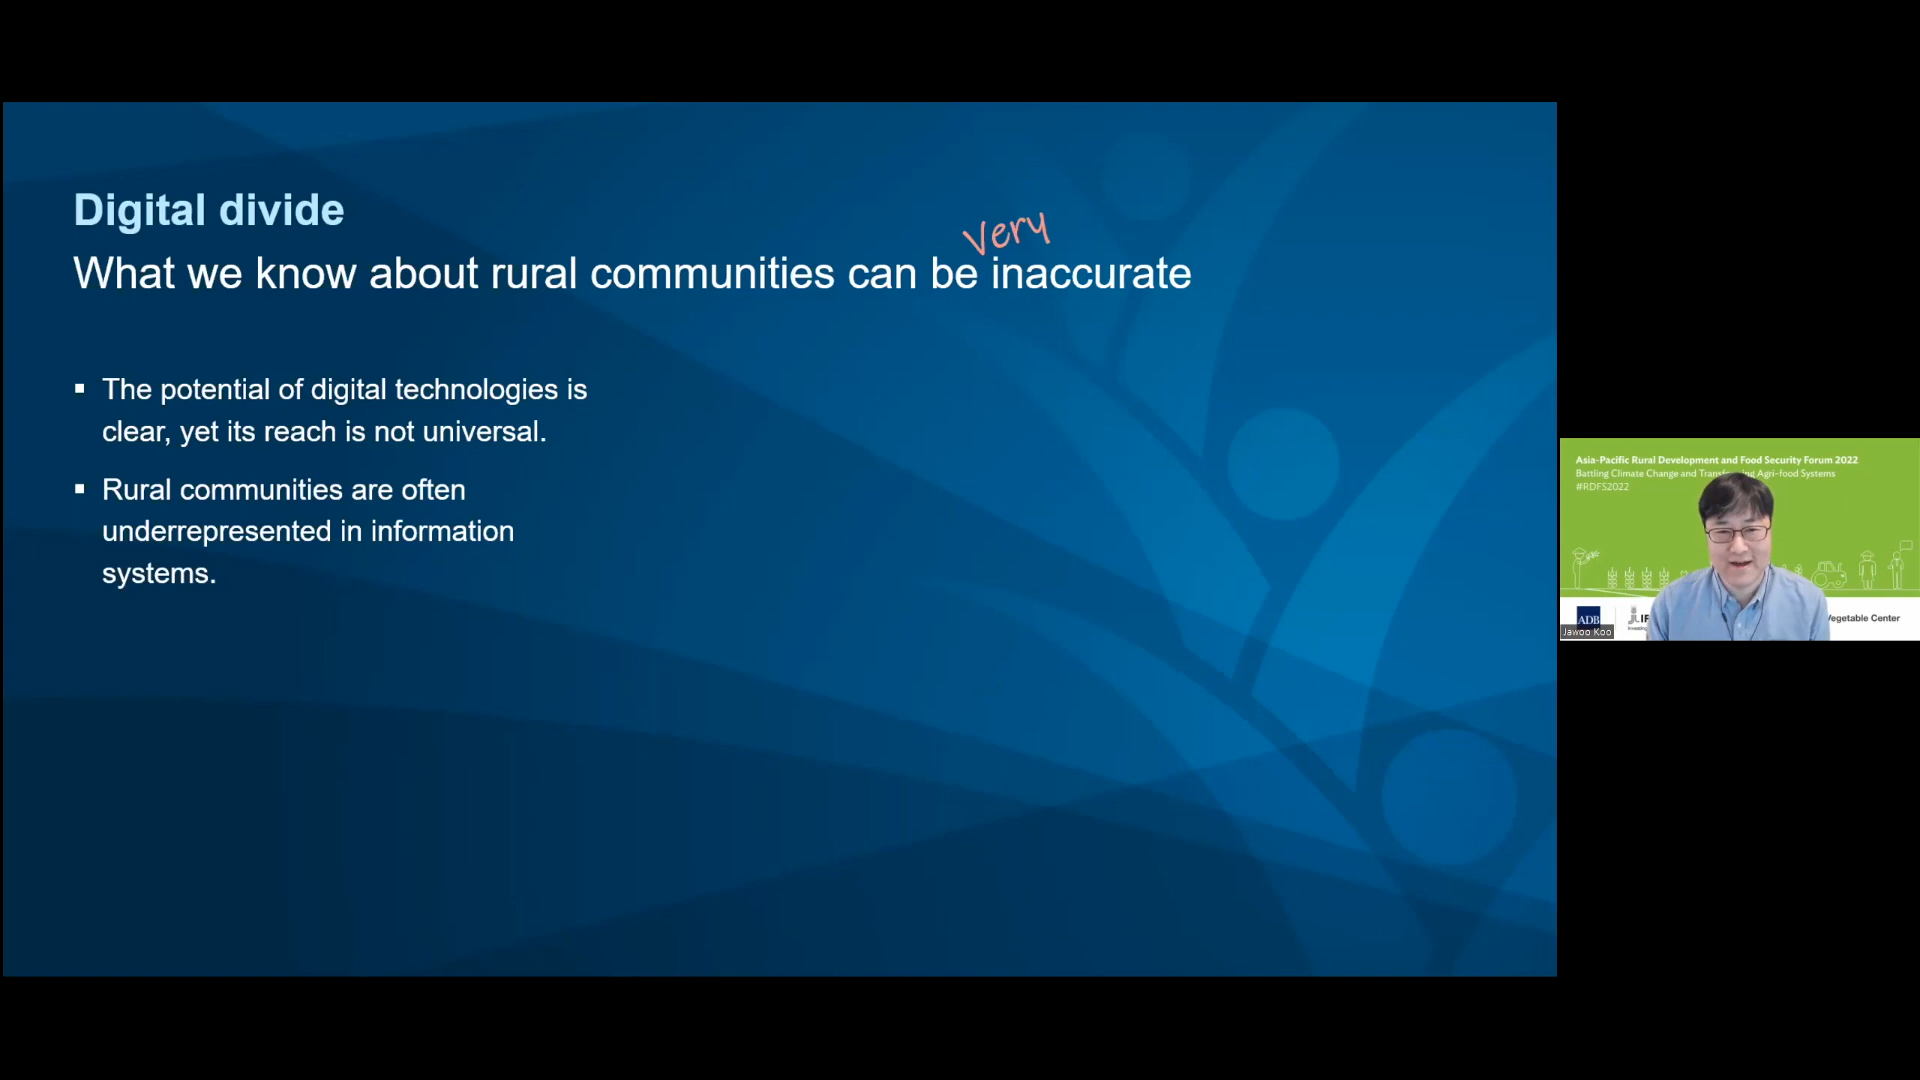 Digital divide
very
What we know about rural communities can be inaccurate
▪ The potential of digital technologies is
clear, yet its reach is not universal.
▪ Rural communities are often
underrepresented in information
systems.
Asia-Pacific Rural Development and Food Security Forum 2022
Battling Climate Change and Agri-food Systems
#RDFS2022
ADB
Vegetable Center
Jawoo Koo